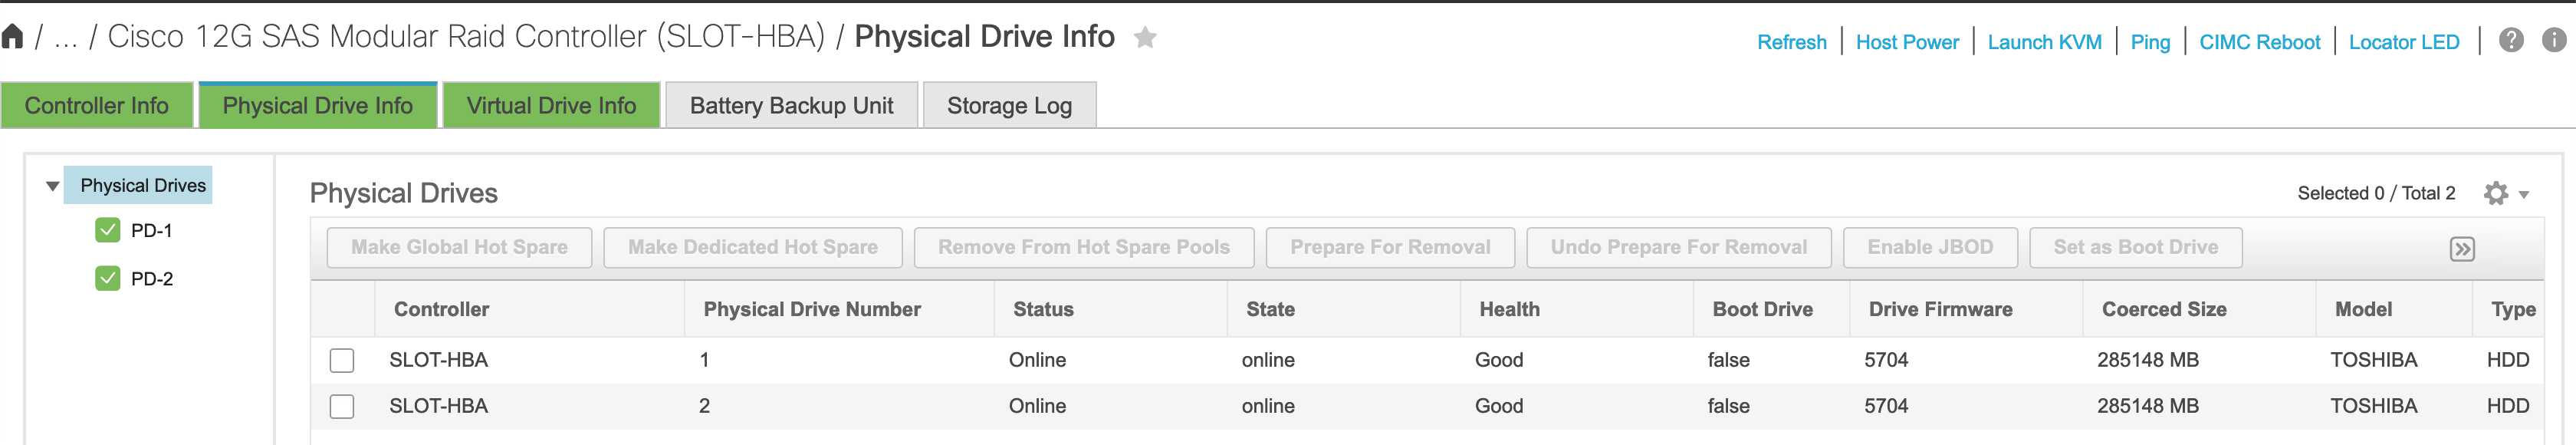 / ... / Cisco 12G SAS Modular Raid Controller (SLOT-HBA) / Physical Drive Info
Refresh | Host Power | Launch KVM | Ping | CIMC Reboot | Locator LED | ? i
Controller Info Physical Drive Info Virtual Drive Info Battery Backup Unit Storage Log
Physical Drives
PD-1
PD-2
Physical Drives
Selected 0 / Total 2
Make Global Hot Spare Make Dedicated Hot Spare Remove From Hot Spare Pools Prepare For Removal Undo Prepare For Removal Enable JBOD Set as Boot Drive
Controller Physical Drive Number Status State Health Boot Drive Drive Firmware Coerced Size Model Type
SLOT-HBA 1 Online online Good false 5704 285148 MB TOSHIBA HDD
SLOT-HBA 2 Online online Good false 5704 285148 MB TOSHIBA HDD